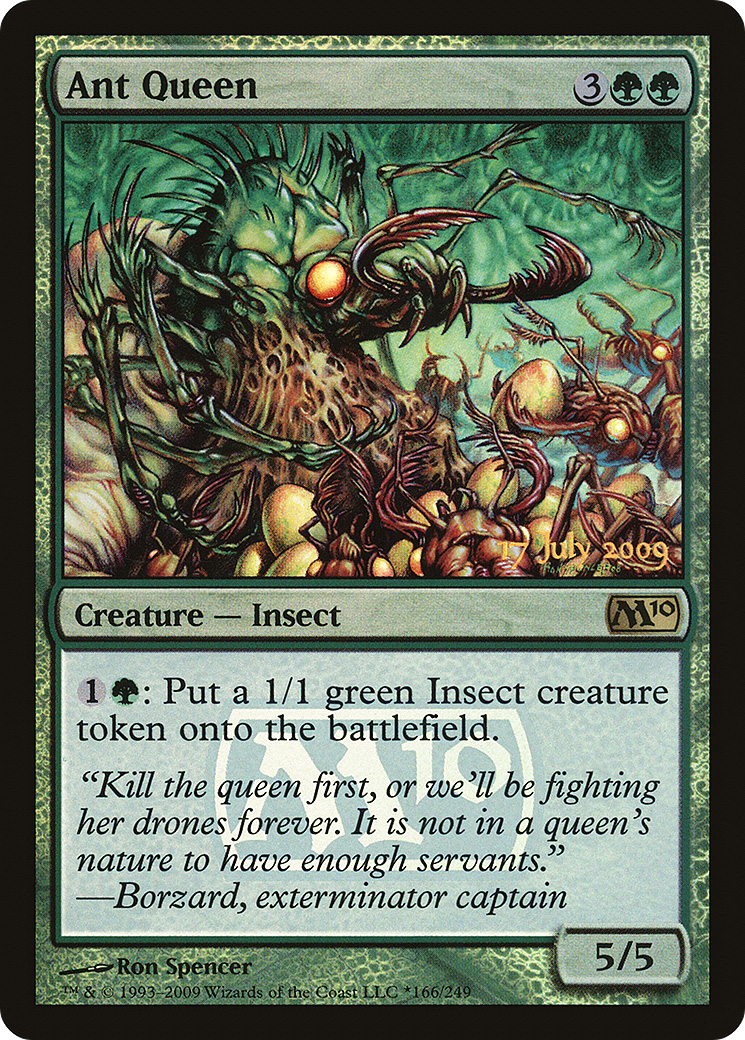 Ant Queen 3
17 July 2009
Creature — Insect M10
1 : Put a 1/1 green Insect creature
token onto the battlefield.
M10
“Kill the queen first, or we’ll be fighting
her drones forever. It is not in a queen’s
nature to have enough servants.”
—Borzard, exterminator captain
5/5
Ron Spencer
™ & © 1993–2009 Wizards of the Coast LLC *166/249